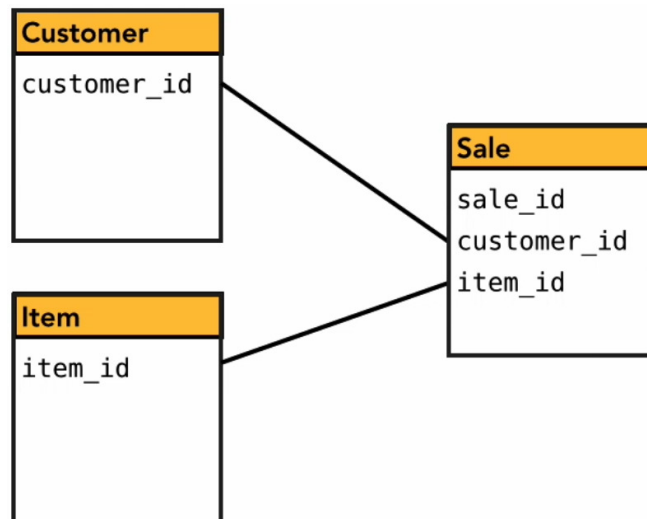 Customer
customer_id
Sale
sale_id
customer_id
item_id
Item
item_id